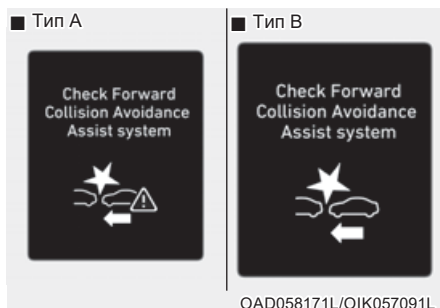 ■ Тип A
Check Forward
Collision Avoidance
Assist system
■ Тип B
Check Forward
Collision Avoidance
Assist system
OAD058171L/OIK057091L